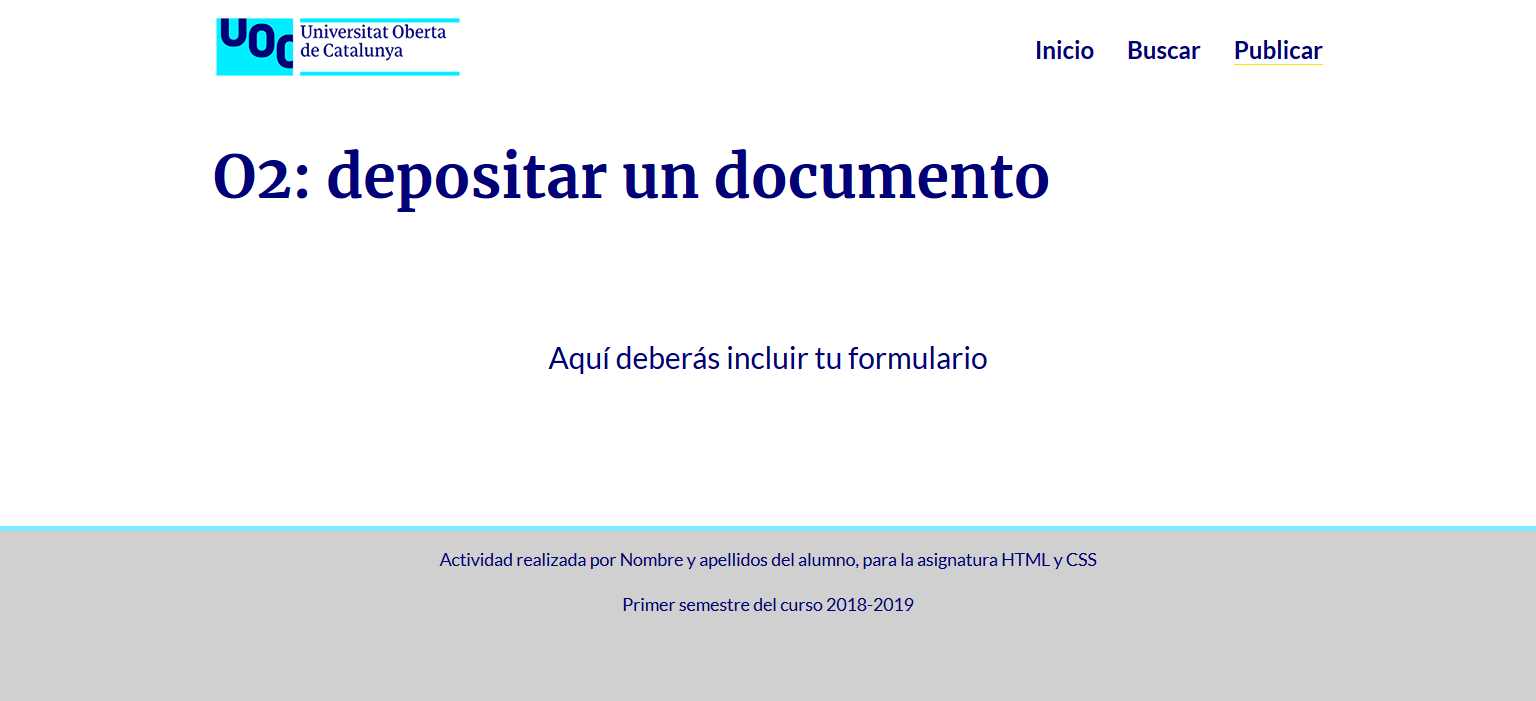 UOC
Universitat Oberta
de Catalunya
Inicio Buscar Publicar
O2: depositar un documento
Aquí deberás incluir tu formulario
Actividad realizada por Nombre y apellidos del alumno, para la asignatura HTML y CSS
Primer semestre del curso 2018-2019